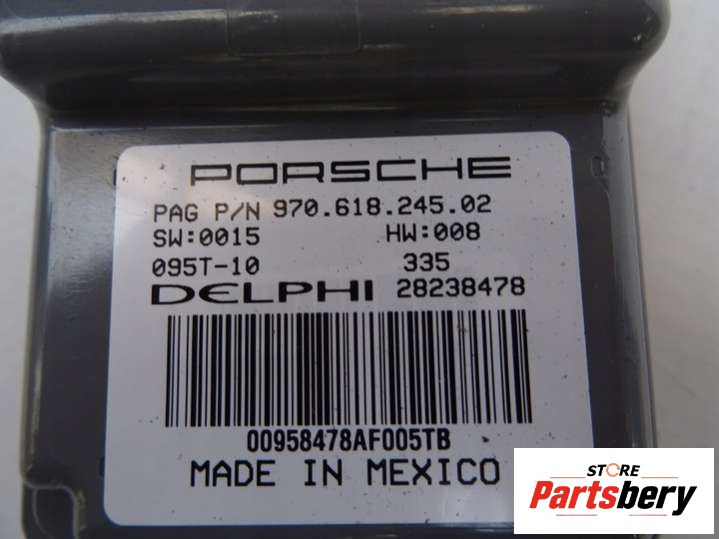 PORSCHE
PAG P/N 970.618.245.02
SW:0015 HW:008
095T-10 335
DELPHI 28238478
00958478AF005TB
MADE IN MEXICO
STORE
Partsbery